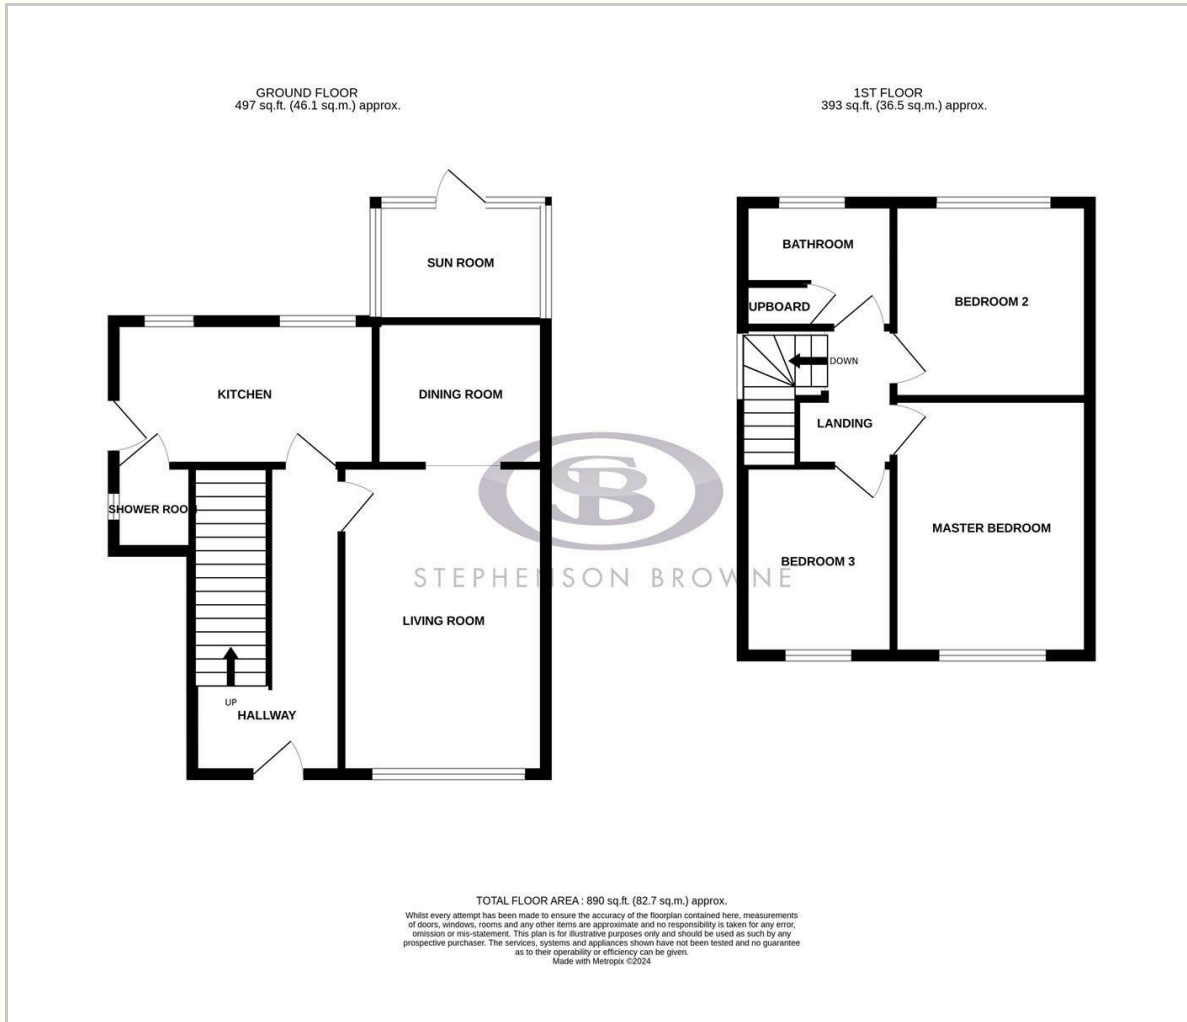 GROUND FLOOR
497 sq.ft. (46.1 sq.m.) approx.
1ST FLOOR
393 sq.ft. (36.5 sq.m.) approx.
SUN ROOM
KITCHEN
DINING ROOM
SHOWER ROOM
LIVING ROOM
UP
HALLWAY
BATHROOM
UPBOARD
BEDROOM 2
DOWN
LANDING
MASTER BEDROOM
BEDROOM 3
SB
STEPHENSON BROWNE
TOTAL FLOOR AREA : 890 sq.ft. (82.7 sq.m.) approx.
Whilst every attempt has been made to ensure the accuracy of the floorplan contained here, measurements
of doors, windows, rooms and any other items are approximate and no responsibility is taken for any error,
omission or mis-statement. This plan is for illustrative purposes only and should be used as such by any
prospective purchaser. The services, systems and appliances shown have not been tested and no guarantee
as to their operability or efficiency can be given.
Made with Metropix ©2024